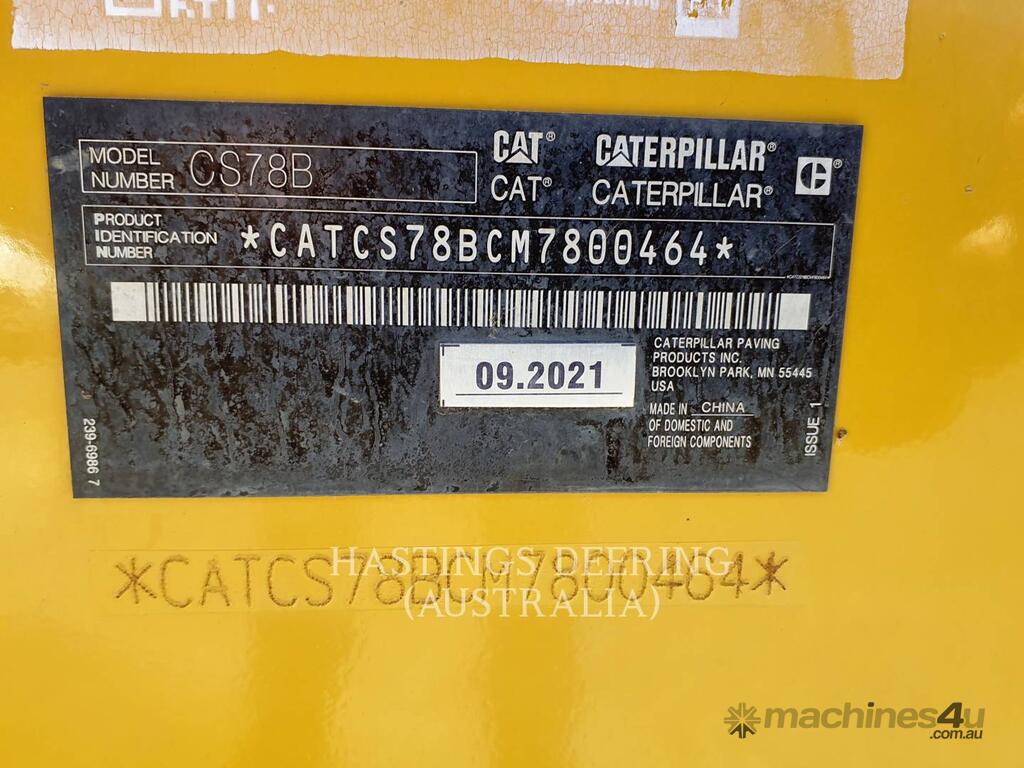 MODEL
NUMBER CS78B
CAT® CATERPILLAR®
CAT® CATERPILLAR®
PRODUCT
IDENTIFICATION
NUMBER
*CATCS78BCM7800464*
CATERPILLAR PAVING
PRODUCTS INC.
BROOKLYN PARK, MN 55445
USA
09.2021
MADE IN CHINA
OF DOMESTIC AND
FOREIGN COMPONENTS
ISSUE 1
239-6986 7
*CATCS78BCM7800464*
HASTINGS DEERING
(AUSTRALIA)
machines4u
.com.au